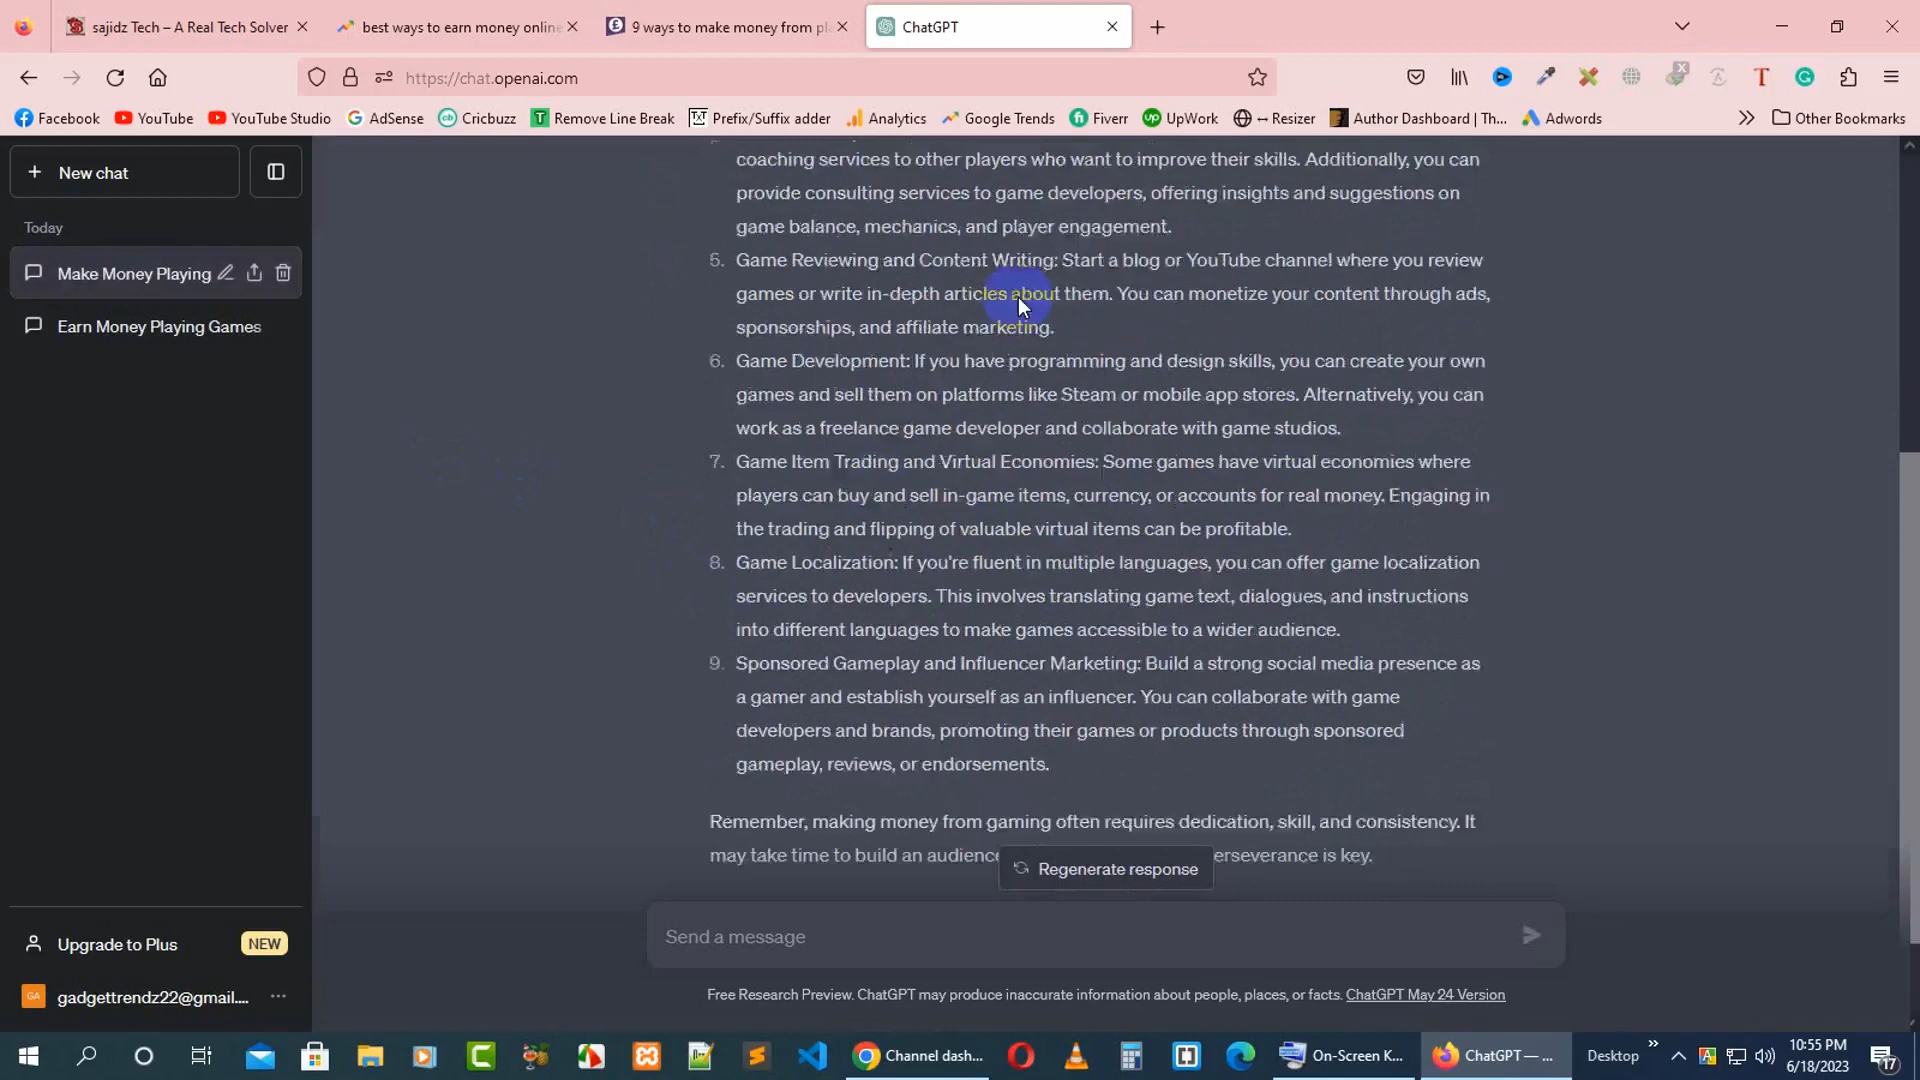 sajidz Tech – A Real Tech Solver
best ways to earn money online
9 ways to make money from pl
ChatGPT
https://chat.openai.com
Facebook
YouTube
YouTube Studio
AdSense
Cricbuzz
Remove Line Break
Prefix/Suffix adder
Analytics
Google Trends
Fiverr
UpWork
Resizer
Author Dashboard | Th...
Adwords
Other Bookmarks
New chat
Today
Make Money Playing
Earn Money Playing Games
coaching services to other players who want to improve their skills. Additionally, you can
provide consulting services to game developers, offering insights and suggestions on
game balance, mechanics, and player engagement.
5. Game Reviewing and Content Writing: Start a blog or YouTube channel where you review
games or write in-depth articles about them. You can monetize your content through ads,
sponsorships, and affiliate marketing.
6. Game Development: If you have programming and design skills, you can create your own
games and sell them on platforms like Steam or mobile app stores. Alternatively, you can
work as a freelance game developer and collaborate with game studios.
7. Game Item Trading and Virtual Economies: Some games have virtual economies where
players can buy and sell in-game items, currency, or accounts for real money. Engaging in
the trading and flipping of valuable virtual items can be profitable.
8. Game Localization: If you're fluent in multiple languages, you can offer game localization
services to developers. This involves translating game text, dialogues, and instructions
into different languages to make games accessible to a wider audience.
9. Sponsored Gameplay and Influencer Marketing: Build a strong social media presence as
a gamer and establish yourself as an influencer. You can collaborate with game
developers and brands, promoting their games or products through sponsored
gameplay, reviews, or endorsements.
Remember, making money from gaming often requires dedication, skill, and consistency. It
may take time to build an audience erseverance is key.
Regenerate response
Send a message
Free Research Preview. ChatGPT may produce inaccurate information about people, places, or facts. ChatGPT May 24 Version
Upgrade to Plus
NEW
GA
gadgettrendz22@gmail....
Channel dash...
On-Screen K...
ChatGPT — ...
Desktop
10:55 PM
6/18/2023
17